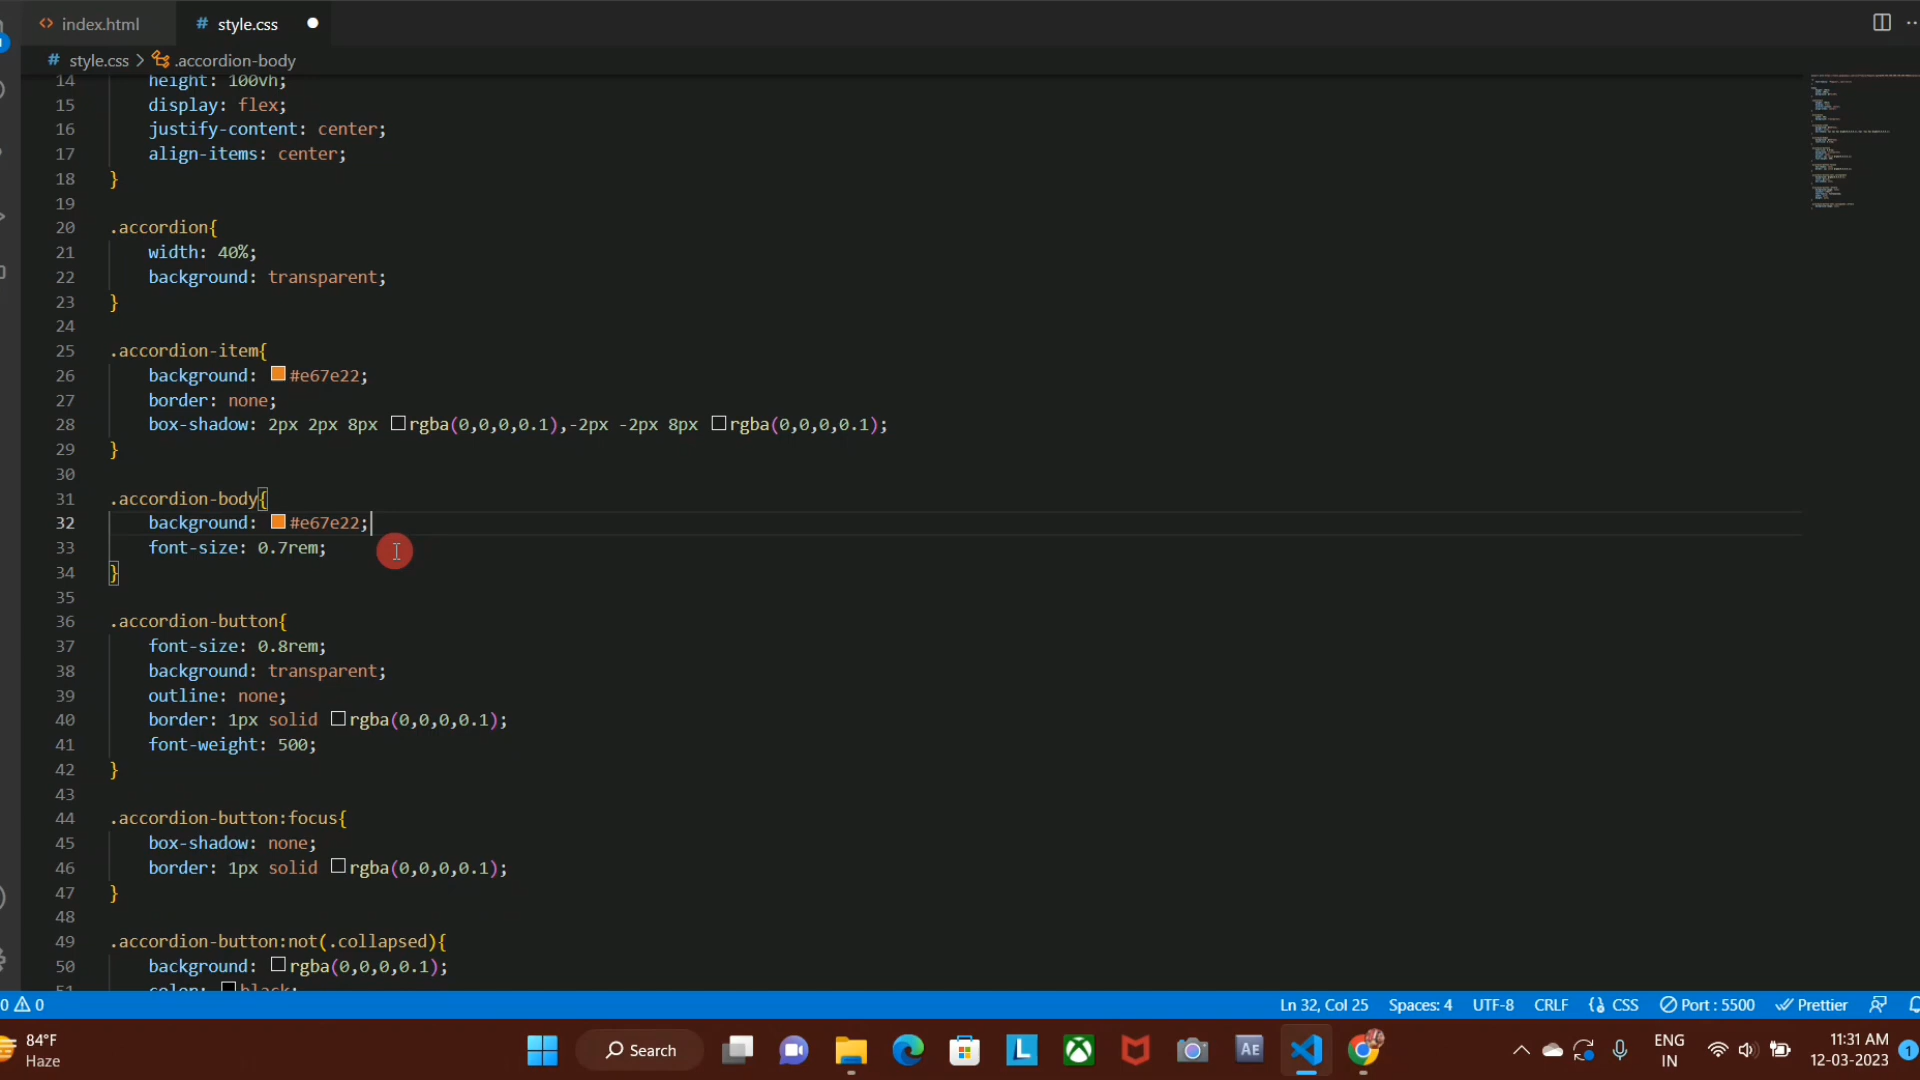 index.html
style.css
style.css
.accordion-body
14 height: 100vh;
15 display: flex;
16 justify-content: center;
17 align-items: center;
18 }
19
20 .accordion{
21 width: 40%;
22 background: transparent;
23 }
24
25 .accordion-item{
26 background: #e67e22;
27 border: none;
28 box-shadow: 2px 2px 8px rgba(0,0,0,0.1),-2px -2px 8px rgba(0,0,0,0.1);
29 }
30
31 .accordion-body{
32 background: #e67e22;
33 font-size: 0.7rem;
34 }
35
36 .accordion-button{
37 font-size: 0.8rem;
38 background: transparent;
39 outline: none;
40 border: 1px solid rgba(0,0,0,0.1);
41 font-weight: 500;
42 }
43
44 .accordion-button:focus{
45 box-shadow: none;
46 border: 1px solid rgba(0,0,0,0.1);
47 }
48
49 .accordion-button:not(.collapsed){
50 background: rgba(0,0,0,0.1);
51 color: black;
0 0 Ln 32, Col 25 Spaces: 4 UTF-8 CRLF CSS Port : 5500 Prettier
84°F
Haze
Search
L
AE
ENG
IN
11:31 AM
12-03-2023
1